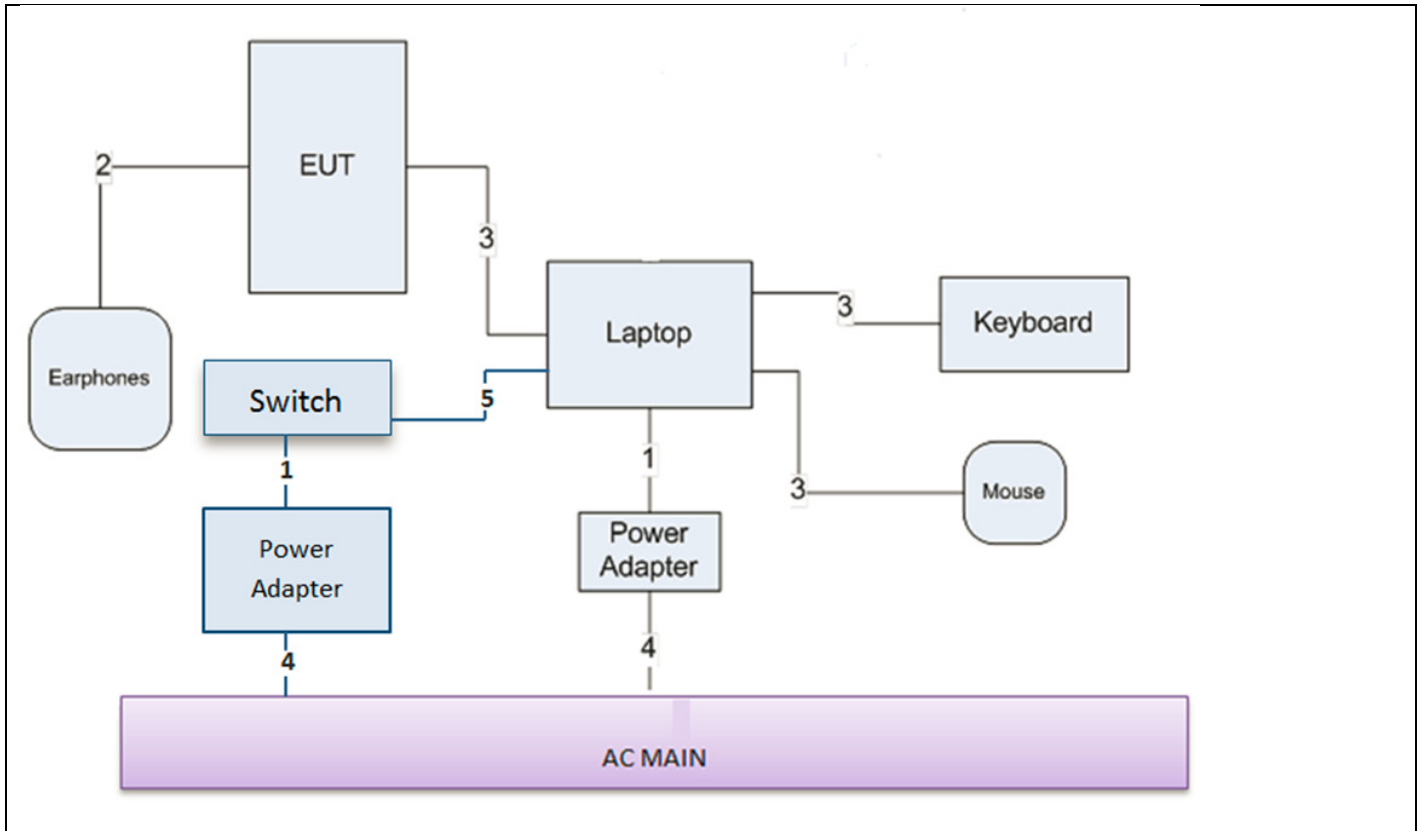 EUT
2
3
Laptop
3
Keyboard
Earphones
Switch
5
1
1
3
Mouse
Power
Adapter
Power
Adapter
4
4
AC MAIN